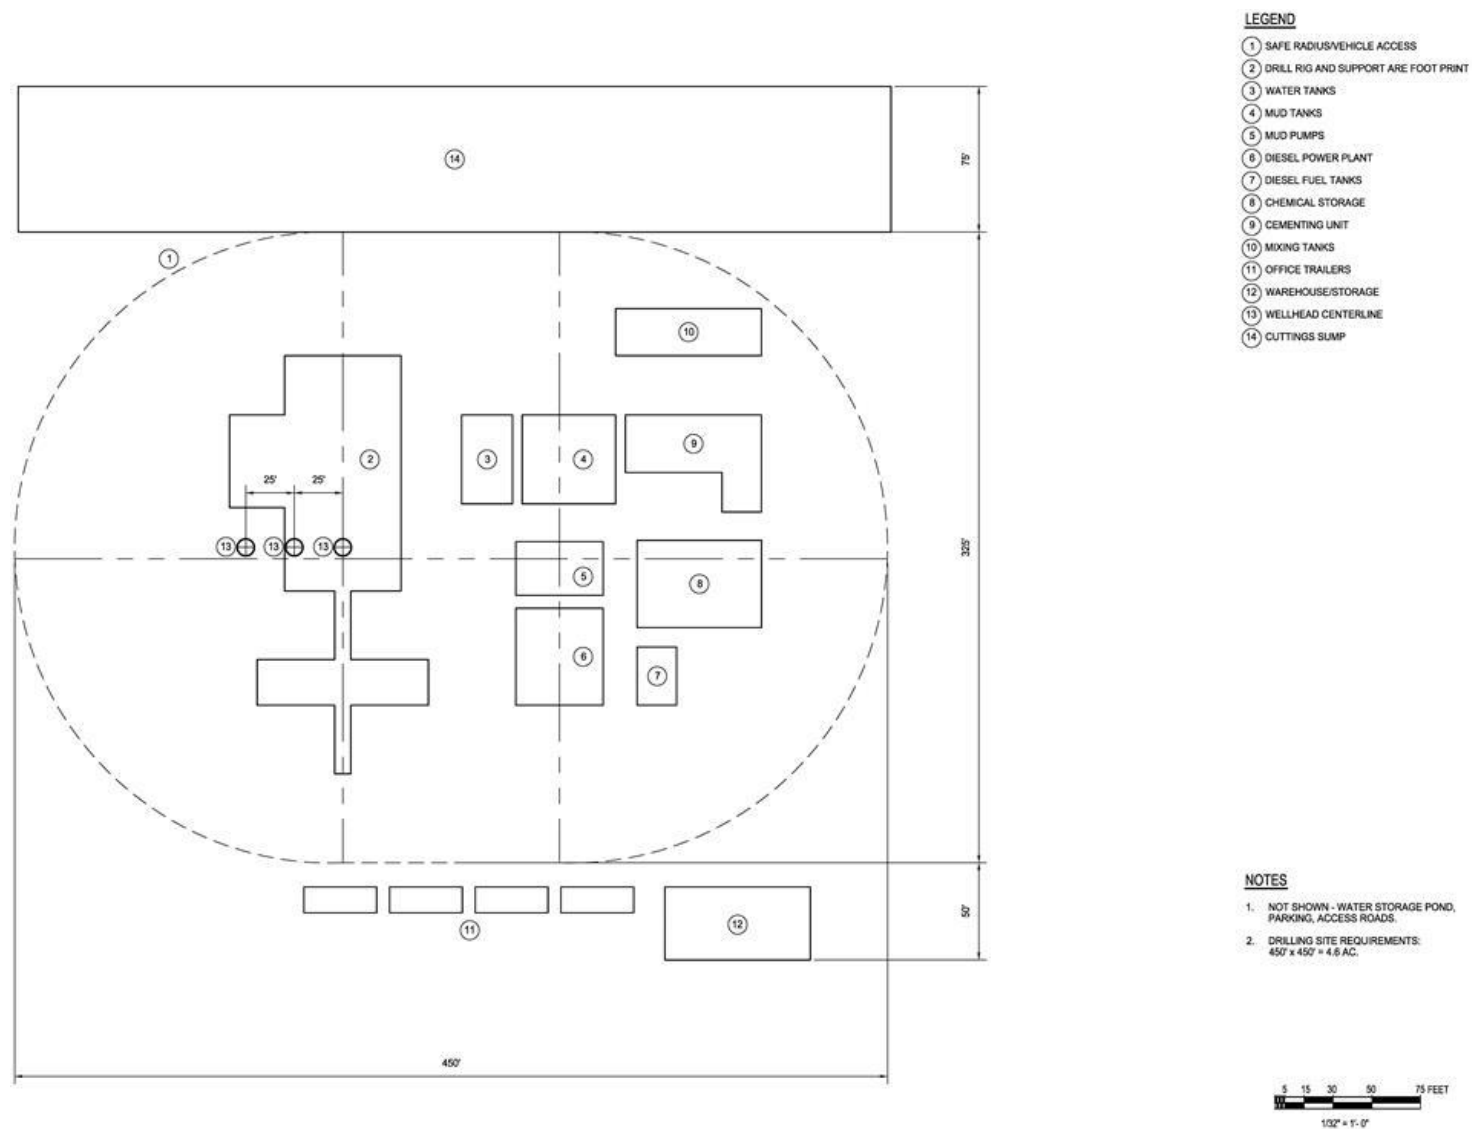 LEGEND
1 SAFE RADIUS/VEHICLE ACCESS
2 DRILL RIG AND SUPPORT ARE FOOT PRINT
3 WATER TANKS
4 MUD TANKS
5 MUD PUMPS
6 DIESEL POWER PLANT
7 DIESEL FUEL TANKS
8 CHEMICAL STORAGE
9 CEMENTING UNIT
10 MIXING TANKS
11 OFFICE TRAILERS
12 WAREHOUSE/STORAGE
13 WELLHEAD CENTERLINE
14 CUTTINGS SUMP
14
75'
1
10
9
2
3
4
25' 25'
13 13 13
325'
5
8
6
7
11
12
50'
450'
NOTES
1. NOT SHOWN - WATER STORAGE POND,
PARKING, ACCESS ROADS.
2. DRILLING SITE REQUIREMENTS:
450' x 450' = 4.6 AC.
5 15 30 50 75 FEET
1/32" = 1'- 0"